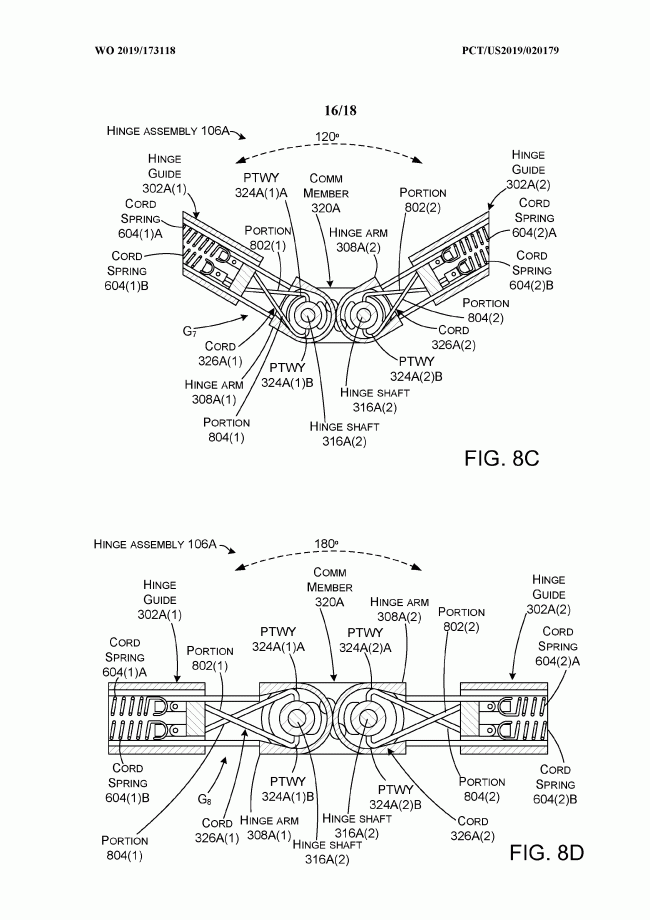 WO 2019/173118 PCT/US2019/020179
16/18
HINGE ASSEMBLY 106A
120°
HINGE
GUIDE
302A(1)
PTWY
324A(1)A
COMM
MEMBER
320A
PORTION
802(2)
HINGE
GUIDE
302A(2)
CORD
SPRING
604(1)A
PORTION
802(1)
HINGE ARM
308A(2)
CORD
SPRING
604(2)A
CORD
SPRING
604(1)B
CORD
SPRING
604(2)B
G7
CORD
326A(1)
PORTION
804(2)
CORD
326A(2)
HINGE ARM
308A(1)
PTWY
324A(1)B
PTWY
324A(2)B
PORTION
804(1)
HINGE SHAFT
316A(2)
HINGE SHAFT
316A(2)
FIG. 8C
HINGE ASSEMBLY 106A
180°
HINGE
GUIDE
302A(1)
COMM
MEMBER
320A
HINGE ARM
308A(2)
PORTION
802(2)
HINGE
GUIDE
302A(2)
CORD
SPRING
604(1)A
PORTION
802(1)
PTWY
324A(1)A
PTWY
324A(2)A
CORD
SPRING
604(2)A
CORD
SPRING
604(1)B
G8
PTWY
324A(1)B
PTWY
324A(2)B
PORTION
804(2)
CORD
SPRING
604(2)B
PORTION
804(1)
CORD
326A(1)
HINGE ARM
308A(1)
HINGE SHAFT
316A(2)
HINGE SHAFT
316A(2)
CORD
326A(2)
FIG. 8D